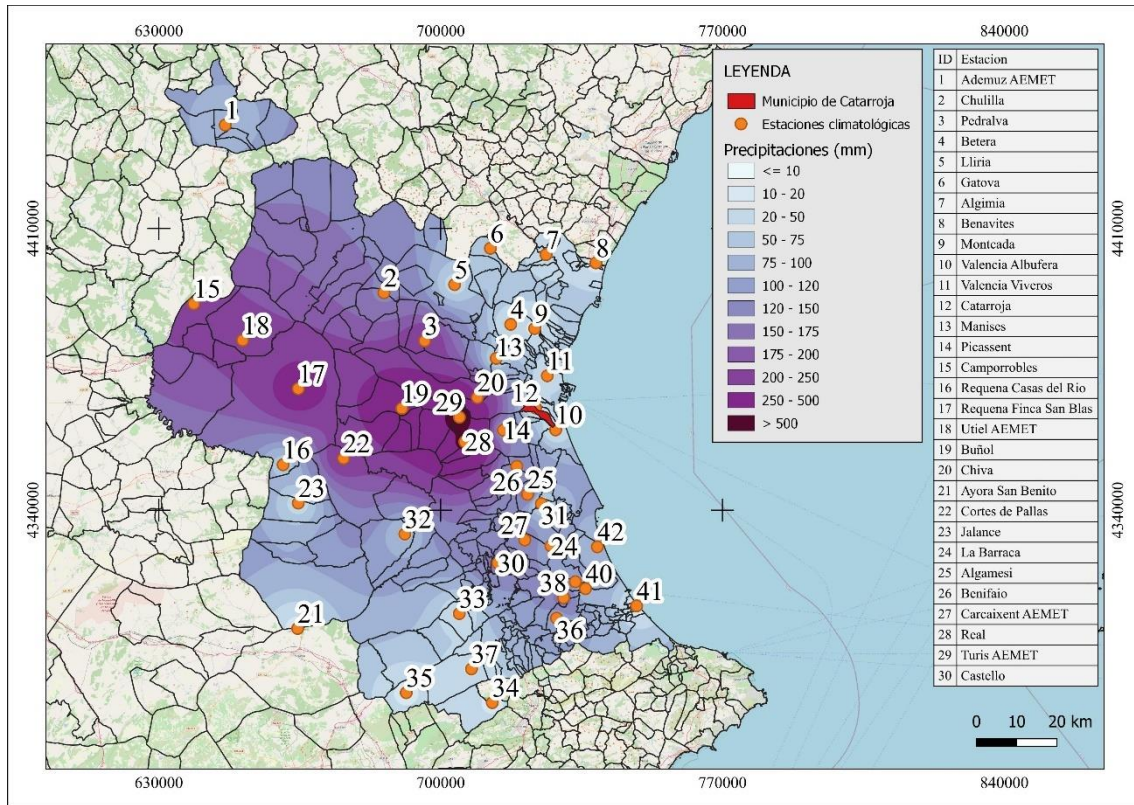 630000 700000 770000 840000
4410000
4340000
4410000
4340000
LEYENDA
Municipio de Catarroja
Estaciones climatológicas
Precipitaciones (mm)
<= 10
10 - 20
20 - 50
50 - 75
75 - 100
100 - 120
120 - 150
150 - 175
175 - 200
200 - 250
250 - 500
> 500
ID Estacion
1 Ademuz AEMET
2 Chulilla
3 Pedralva
4 Betera
5 Lliria
6 Gatova
7 Algimia
8 Benavites
9 Montcada
10 Valencia Albufera
11 Valencia Viveros
12 Catarroja
13 Manises
14 Picassent
15 Camporrobles
16 Requena Casas del Rio
17 Requena Finca San Blas
18 Utiel AEMET
19 Buñol
20 Chiva
21 Ayora San Benito
22 Cortes de Pallas
23 Jalance
24 La Barraca
25 Algamesi
26 Benifaio
27 Carcaixent AEMET
28 Real
29 Turis AEMET
30 Castello
1
6 7 8
2 5
15 3 4 9
18 13
17 11
19 20 12
29 10
28 14
16 22
23 26 25
31
32 27 24 42
30
38 40
33 41
21 36
37
35 34
0 10 20 km
630000 700000 770000 840000